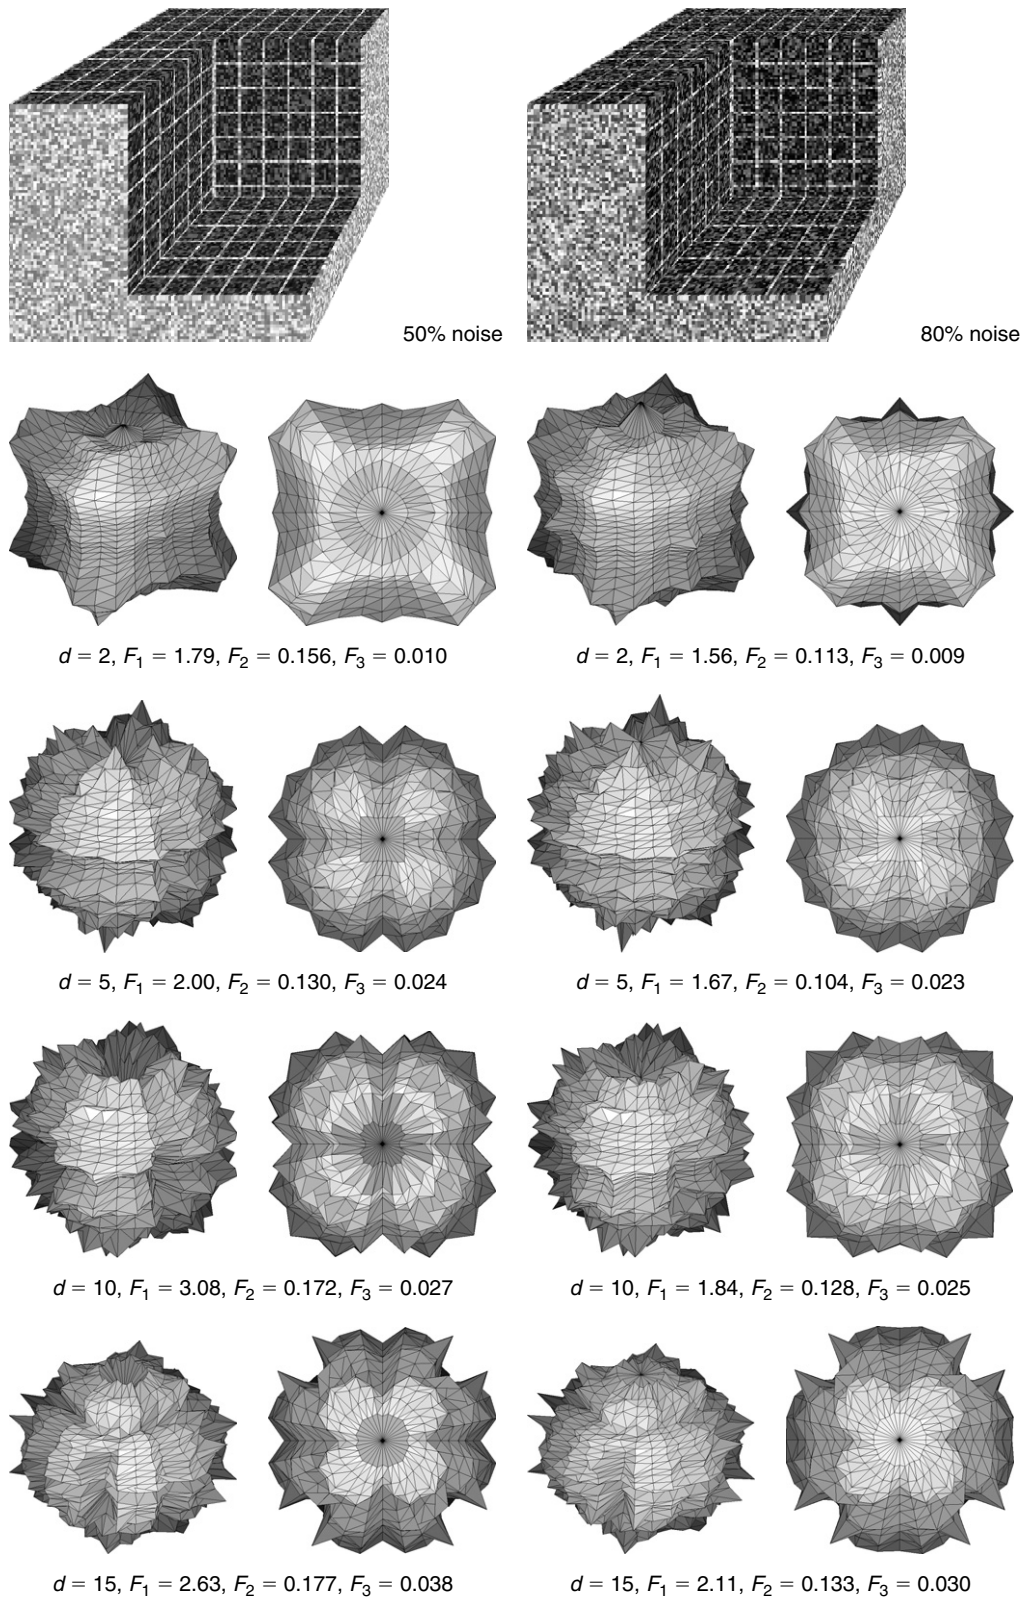 50% noise
80% noise
d = 2, F₁ = 1.79, F₂ = 0.156, F₃ = 0.010
d = 2, F₁ = 1.56, F₂ = 0.113, F₃ = 0.009
d = 5, F₁ = 2.00, F₂ = 0.130, F₃ = 0.024
d = 5, F₁ = 1.67, F₂ = 0.104, F₃ = 0.023
d = 10, F₁ = 3.08, F₂ = 0.172, F₃ = 0.027
d = 10, F₁ = 1.84, F₂ = 0.128, F₃ = 0.025
d = 15, F₁ = 2.63, F₂ = 0.177, F₃ = 0.038
d = 15, F₁ = 2.11, F₂ = 0.133, F₃ = 0.030